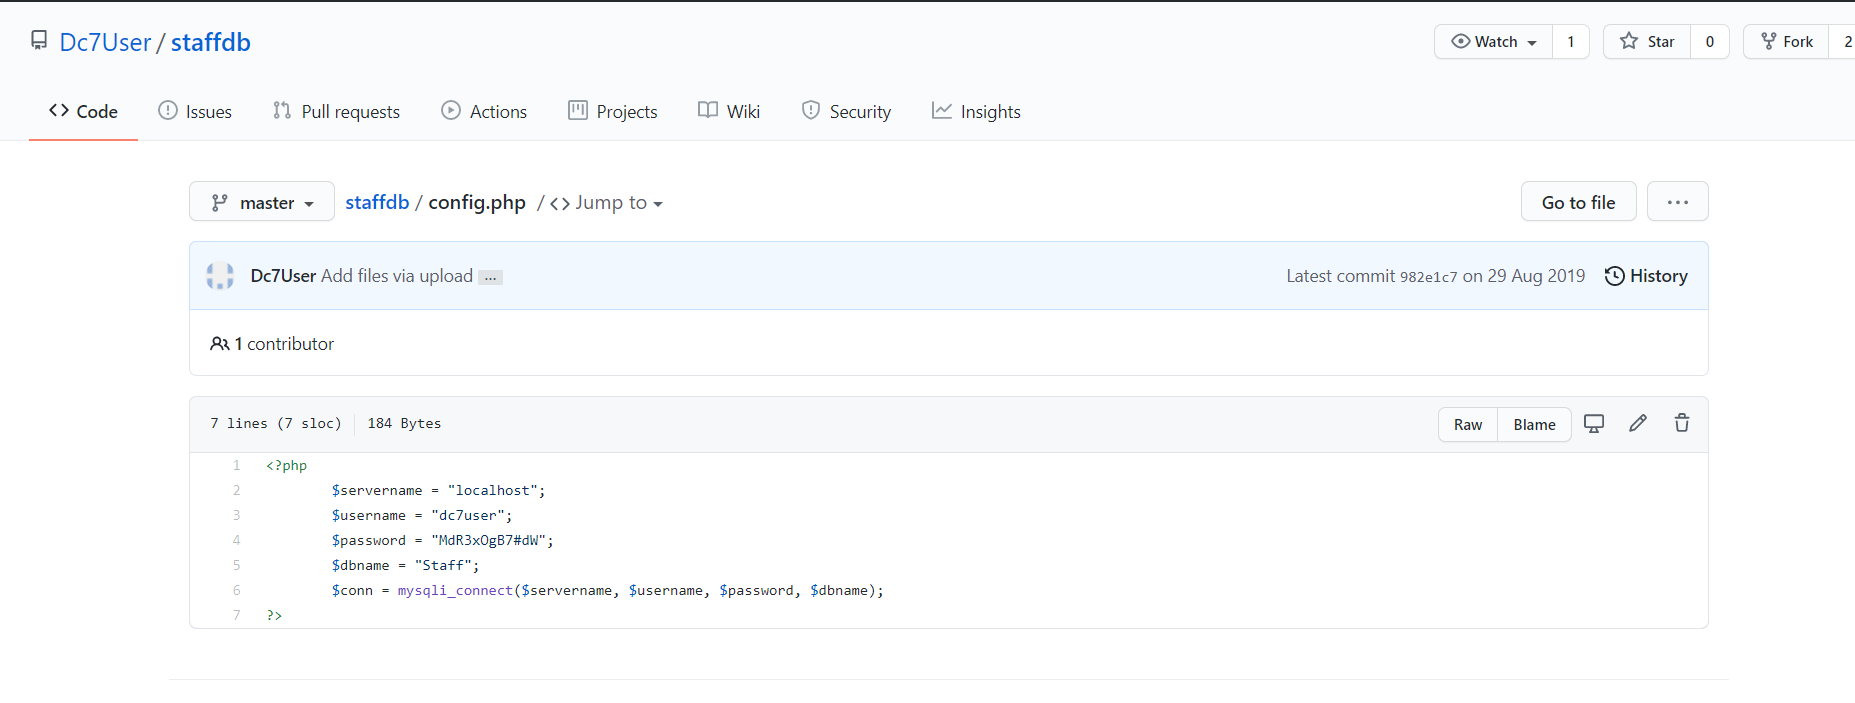 Dc7User / staffdb
Watch 1 Star 0 Fork 2
Code Issues Pull requests Actions Projects Wiki Security Insights
master staffdb / config.php / <> Jump to Go to file ...
Dc7User Add files via upload ... Latest commit 982e1c7 on 29 Aug 2019 History
1 contributor
7 lines (7 sloc) 184 Bytes Raw Blame
1 <?php
2 $servername = "localhost";
3 $username = "dc7user";
4 $password = "MdR3xOgB7#dW";
5 $dbname = "Staff";
6 $conn = mysqli_connect($servername, $username, $password, $dbname);
7 ?>